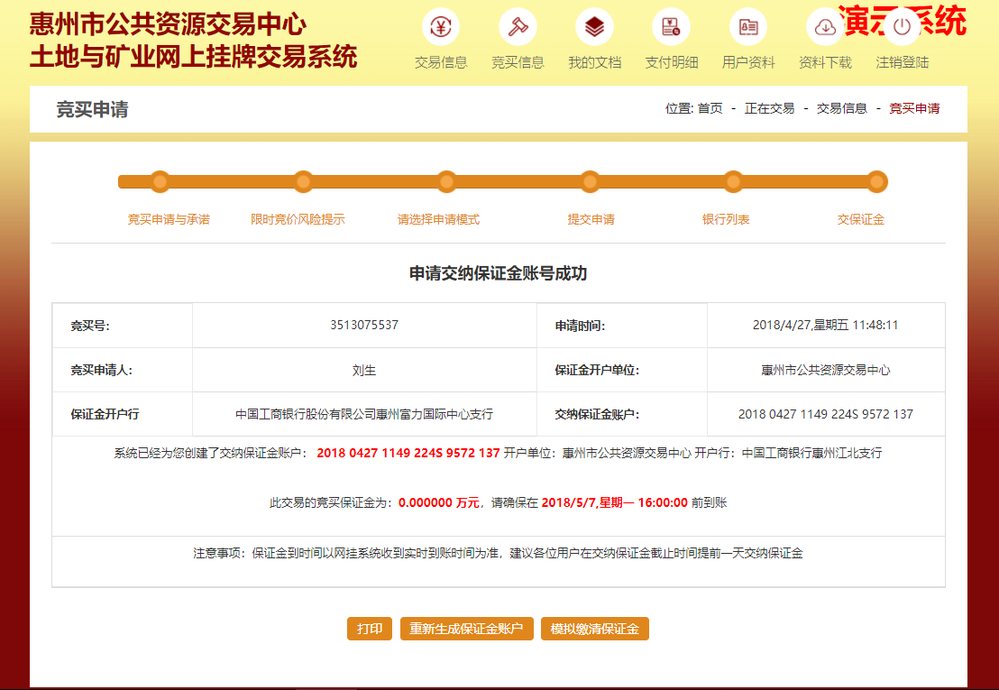 惠州市公共资源交易中心
土地与矿业网上挂牌交易系统
演示系统
交易信息 竞买信息 我的文档 支付明细 用户资料 资料下载 注销登陆
竞买申请
位置: 首页 - 正在交易 - 交易信息 - 竞买申请
竞买申请与承诺 限时竞价风险提示 请选择申请模式 提交申请 银行列表 交保证金
申请交纳保证金账号成功
竞买号: 3513075537 申请时间: 2018/4/27,星期五 11:48:11
竞买申请人: 刘生 保证金开户单位: 惠州市公共资源交易中心
保证金开户行 中国工商银行股份有限公司惠州富力国际中心支行 交纳保证金账户: 2018 0427 1149 224S 9572 137
系统已经为您创建了交纳保证金账户: 2018 0427 1149 224S 9572 137 开户单位: 惠州市公共资源交易中心 开户行: 中国工商银行惠州江北支行
此交易的竞买保证金为: 0.000000 万元, 请确保在 2018/5/7,星期一 16:00:00 前到账
注意事项: 保证金到时间以网挂系统收到实时到账时间为准, 建议各位用户在交纳保证金截止时间提前一天交纳保证金
打印 重新生成保证金账户 模拟缴清保证金